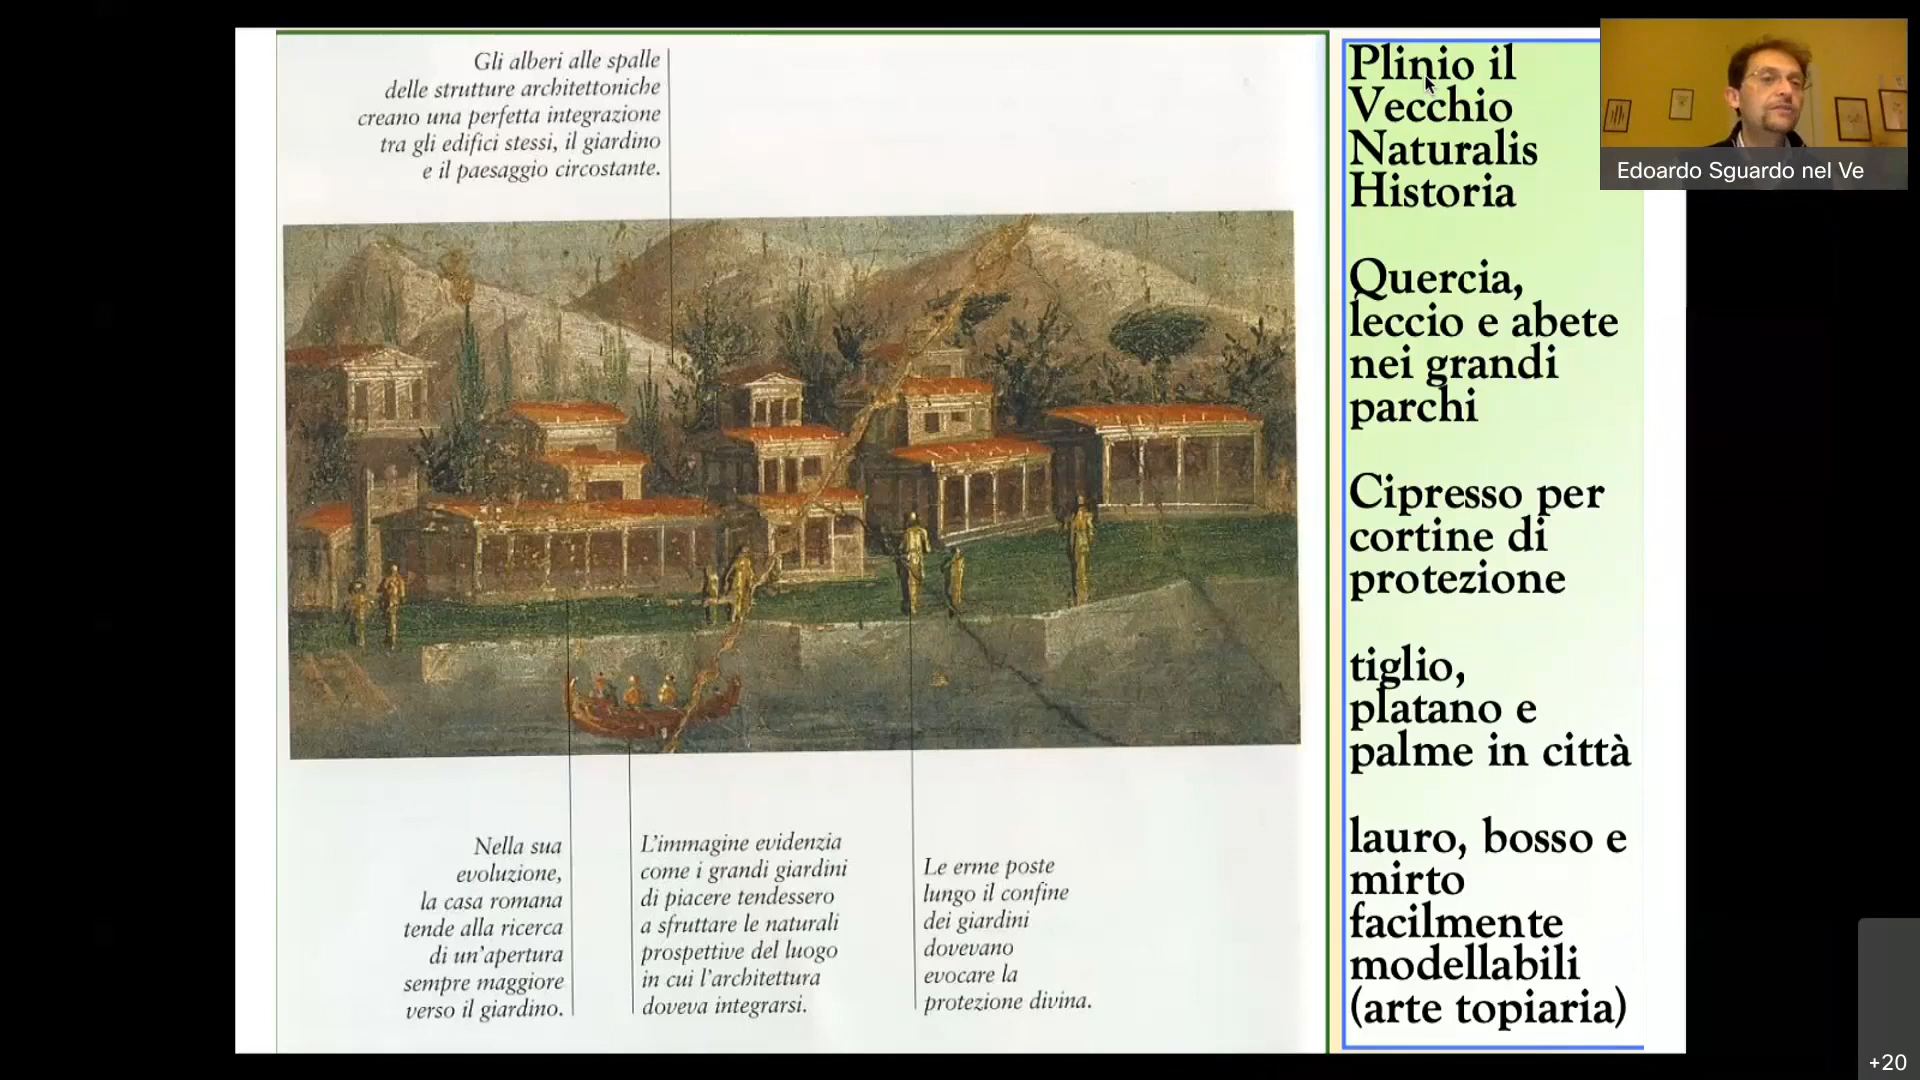 Gli alberi alle spalle
delle strutture architettoniche
creano una perfetta integrazione
tra gli edifici stessi, il giardino
e il paesaggio circostante.
Nella sua
evoluzione,
la casa romana
tende alla ricerca
di un'apertura
sempre maggiore
verso il giardino.
L'immagine evidenzia
come i grandi giardini
di piacere tendessero
a sfruttare le naturali
prospettive del luogo
in cui l'architettura
doveva integrarsi.
Le erme poste
lungo il confine
dei giardini
dovevano
evocare la
protezione divina.
Plinio il
Vecchio
Naturalis
Historia
Quercia,
leccio e abete
nei grandi
parchi
Cipresso per
cortine di
protezione
tiglio,
platano e
palme in città
lauro, bosso e
mirto
facilmente
modellabili
(arte topiaria)
Edoardo Sguardo nel Ve
+20